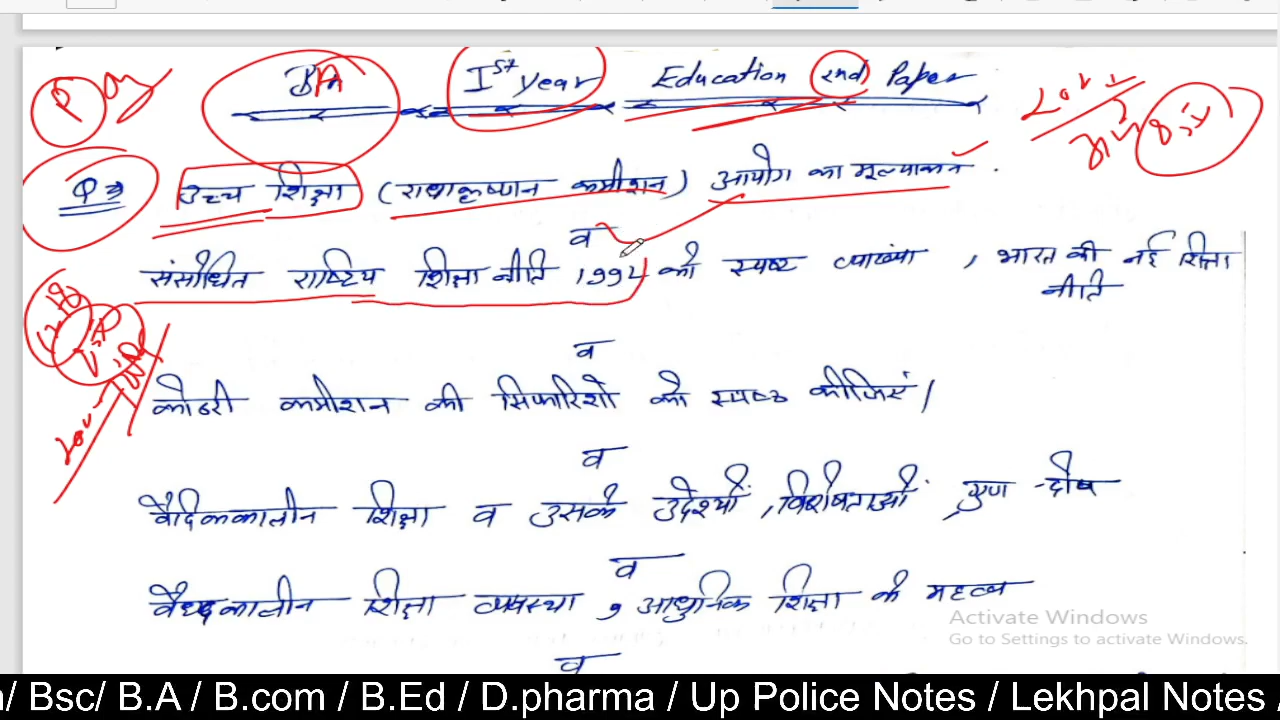 BA Ist year Education 2nd Paper
Q⇒ उच्च शिक्षा (राधाकृष्णन कमीशन) आयोग का मूल्याकन .
व
संसोधित राष्ट्रिय शिक्षा नीति 1992 को स्पष्ट व्याख्या , भारत की नई शिक्षा
नीति
व
कोठरी कमीशन की सिफारिशो को स्पष्ठ कीजिएं।
व
वैदिककालीन शिक्षा व उसके उद्देश्यों , विशेषताओं , गुण -दोष
व
कालीन शिक्षा व्यवस्था , आधुनिक शिक्षा के महत्व
व
Activate Windows
Go to Settings to activate Windows.
/ Bsc/ B.A / B.com / B.Ed / D.pharma / Up Police Notes / Lekhpal Notes